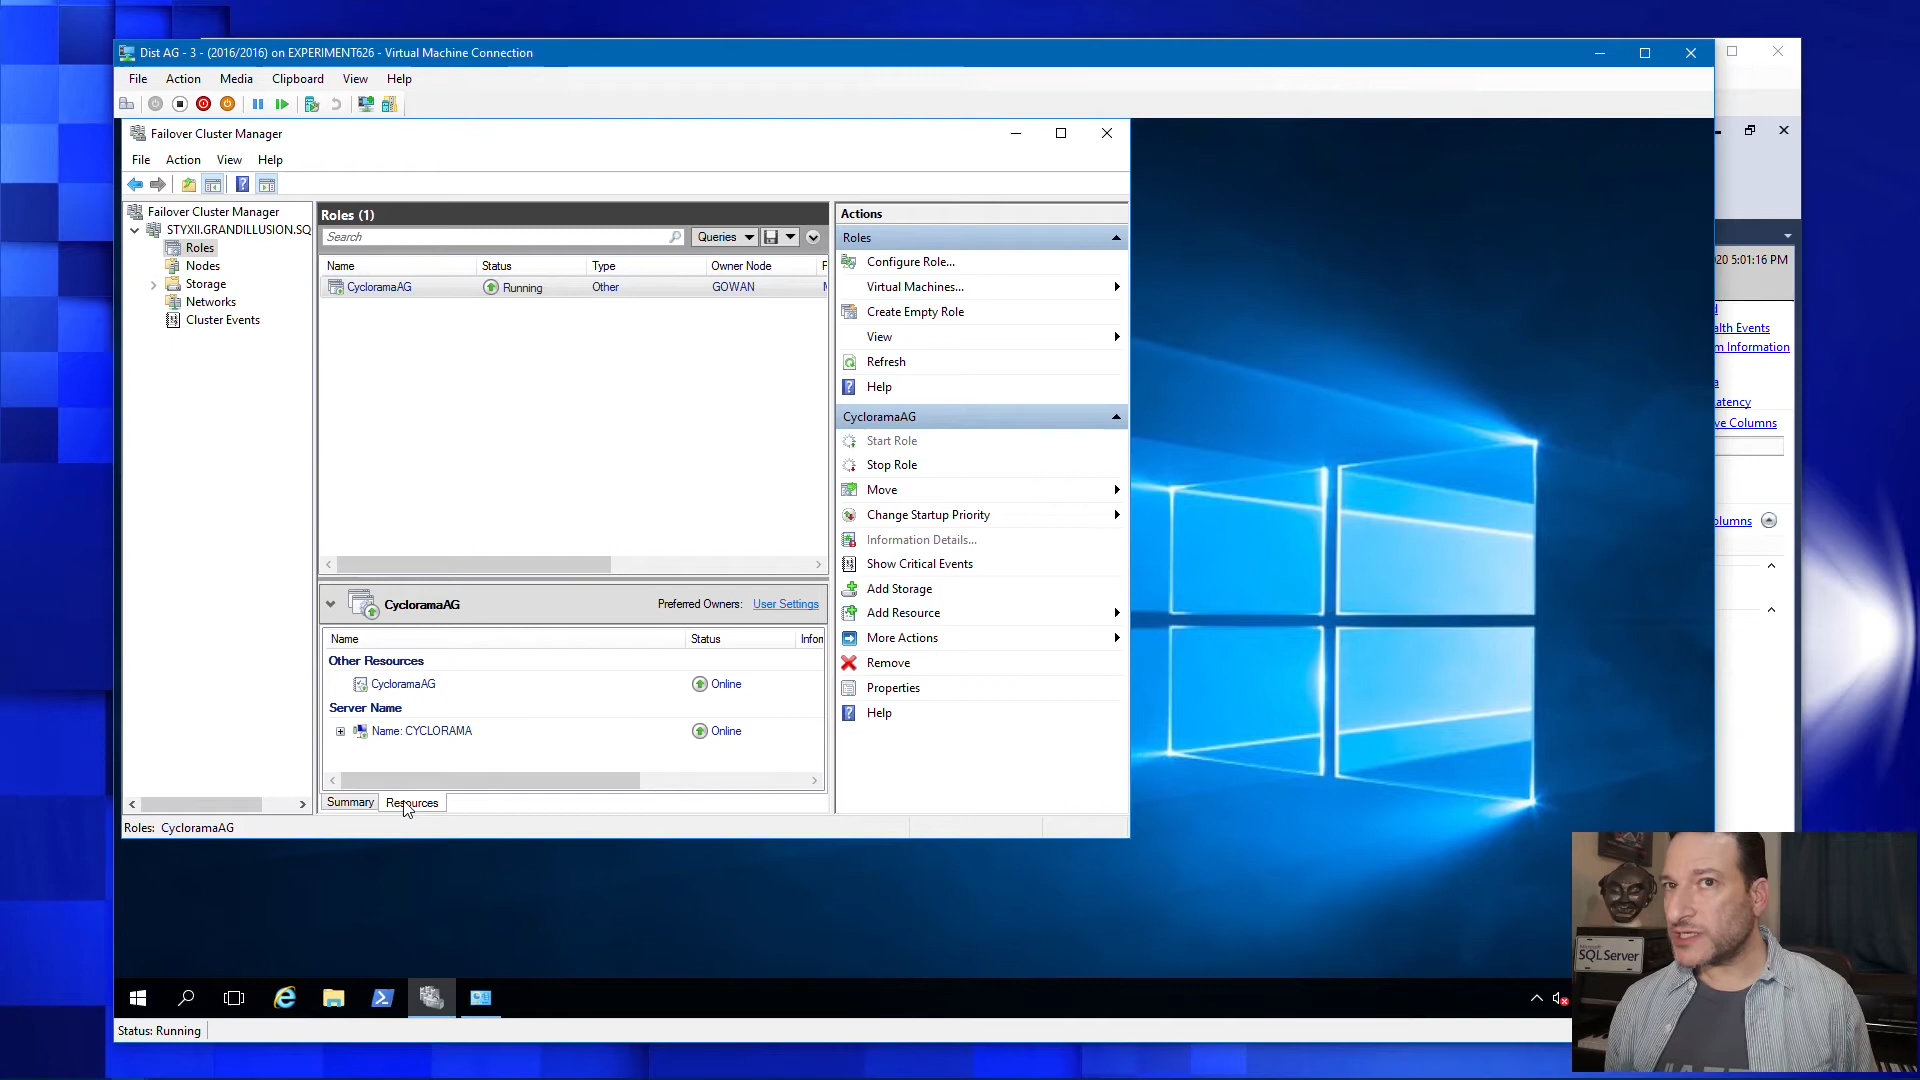 Dist AG - 3 - (2016/2016) on EXPERIMENT626 - Virtual Machine Connection
File Action Media Clipboard View Help
Failover Cluster Manager
File Action View Help
Failover Cluster Manager
STYXII.GRANDILLUSION.SQ
Roles
Nodes
Storage
Networks
Cluster Events
Roles (1)
Search
Queries
Name Status Type Owner Node
CycloramaAG Running Other GOWAN
CycloramaAG Preferred Owners: User Settings
Name Status Infor
Other Resources
CycloramaAG Online
Server Name
Name: CYCLORAMA Online
Summary Resources
Roles: CycloramaAG
Actions
Roles
Configure Role...
Virtual Machines...
Create Empty Role
View
Refresh
Help
CycloramaAG
Start Role
Stop Role
Move
Change Startup Priority
Information Details...
Show Critical Events
Add Storage
Add Resource
More Actions
Remove
Properties
Help
20 5:01:16 PM
alth Events
m Information
atency
ve Columns
olumns
Status: Running
Microsoft
SQL Server